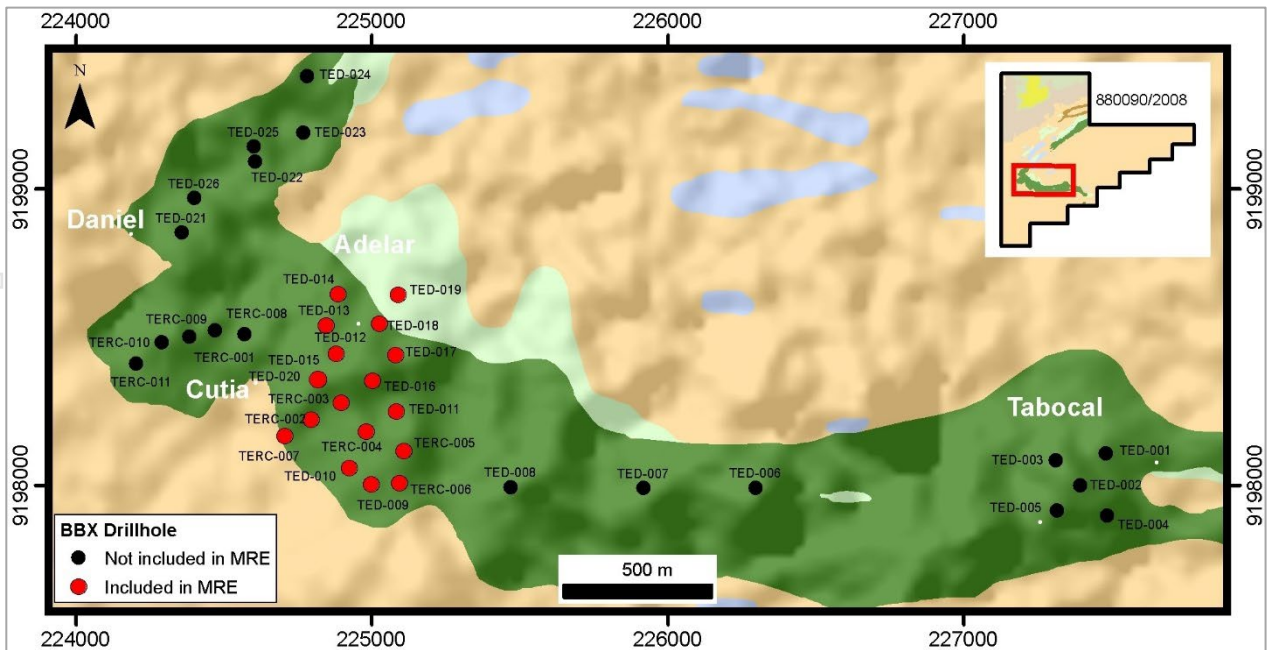 224000
225000
226000
227000
N
880090/2008
TED-024
TED-025
TED-023
TED-022
9199000
9199000
TED-026
Daniel
TED-021
Adelar
TED-014
TED-019
TED-013
TERC-009
TERC-008
TED-018
TERC-010
TED-012
TERC-001
TED-015
TED-017
TERC-011
TED-020
Cutia
TED-016
TERC-003
TED-011
Tabocal
TERC-002
TERC-004
TERC-005
TERC-007
TED-001
TED-003
TED-008
TED-007
TED-006
TED-010
TED-002
9198000
9198000
TERC-006
TED-009
TED-005
TED-004
BBX Drillhole
Not included in MRE
Included in MRE
500 m
224000
225000
226000
227000